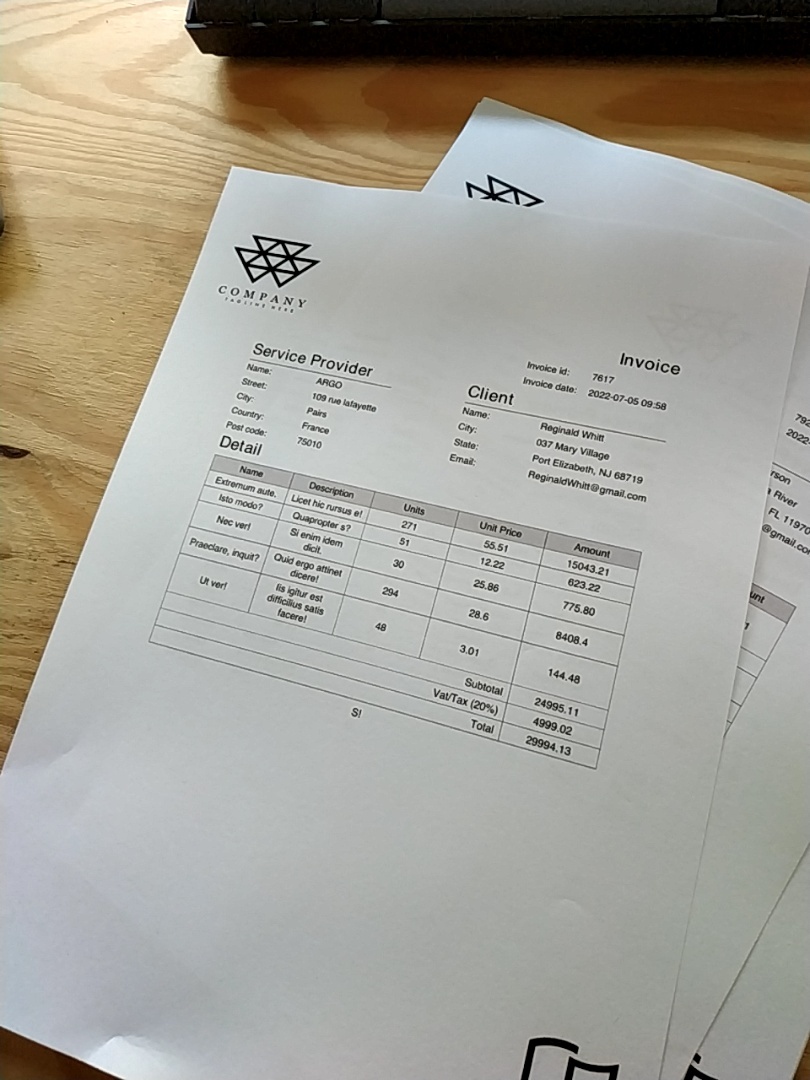 COMPANY
TAGLINE HERE
Invoice
Invoice id: 7617
Invoice date: 2022-07-05 09:58
Service Provider
Name: ARGO
Street: 109 rue lafayette
City: Pairs
Country: France
Post code: 75010
Client
Name: Reginald Whitt
City: 037 Mary Village
State: Port Elizabeth, NJ 68719
Email: ReginaldWhitt@gmail.com
Detail
Name Description Units Unit Price Amount
Extremum aute. Licet hic rursus e! 271 55.51 15043.21
Isto modo? Quapropter s? 51 12.22 623.22
Nec ver! Si enim idem dicit. 30 25.86 775.80
Praeclare, inquit? Quid ergo attinet dicere! 294 28.6 8408.4
Ut ver! Iis igitur est difficilius satis facere! 48 3.01 144.48
Subtotal 24995.11
Vat/Tax (20%) 4999.02
Total 29994.13
S!
792
2022-
rson
River
FL 11970
@gmail.co
unt